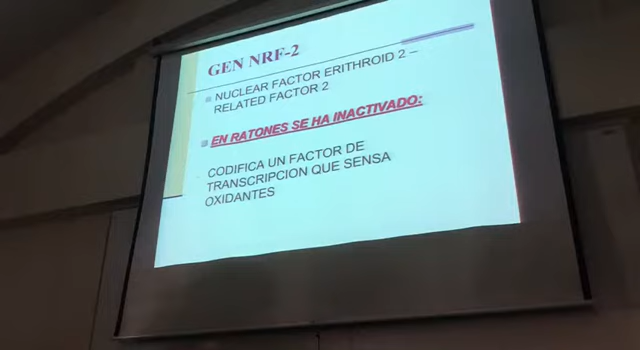 GEN NRF-2
NUCLEAR FACTOR ERITHROID 2 –
RELATED FACTOR 2
EN RATONES SE HA INACTIVADO:
CODIFICA UN FACTOR DE
TRANSCRIPCION QUE SENSA
OXIDANTES